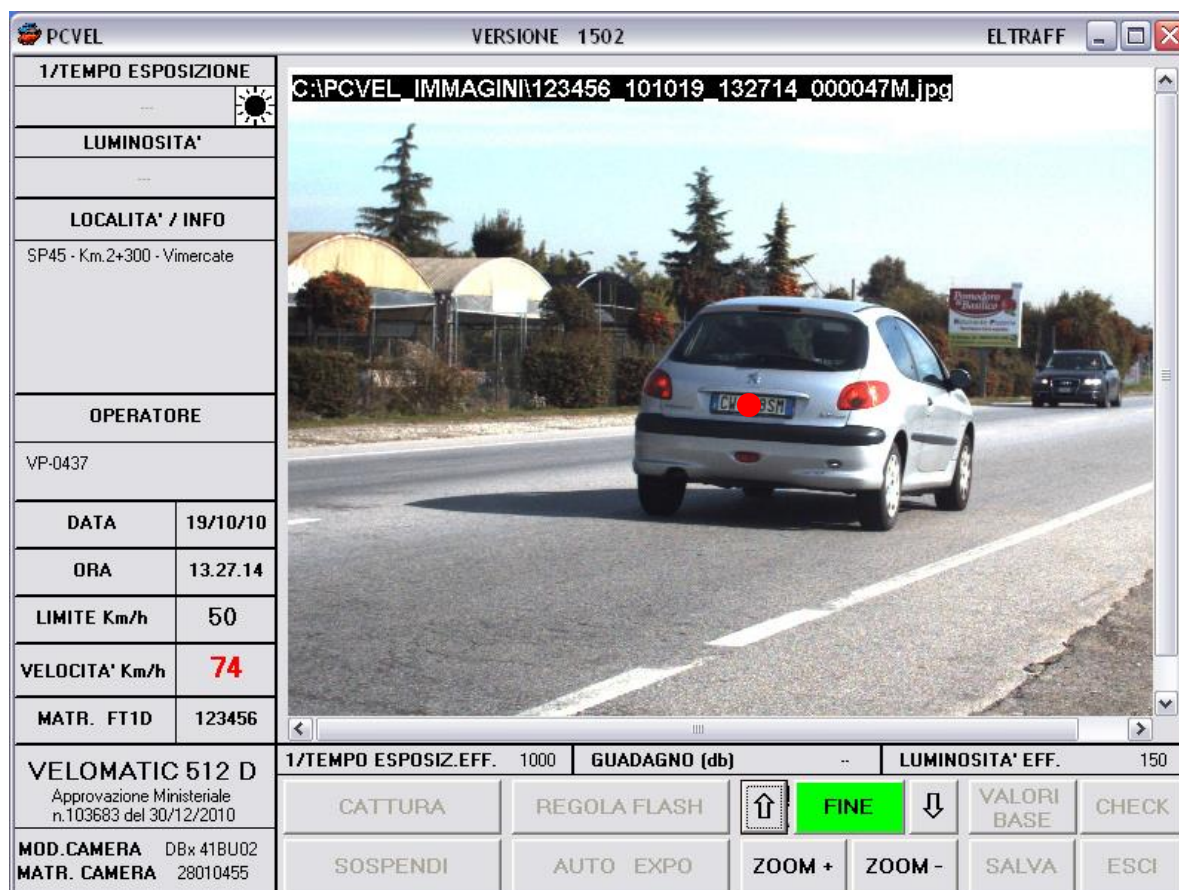 PCVEL VERSIONE 1502 ELTRAFF
1/TEMPO ESPOSIZIONE
---
LUMINOSITA'
---
LOCALITA' / INFO
SP45 - Km.2+300 - Vimercate
OPERATORE
VP-0437
DATA 19/10/10
ORA 13.27.14
LIMITE Km/h 50
VELOCITA' Km/h 74
MATR. FT1D 123456
VELOMATIC 512 D
Approvazione Ministeriale
n.103683 del 30/12/2010
MOD.CAMERA DBx 41BU02
MATR. CAMERA 28010455
C:\PCVEL_IMMAGINI\123456_101019_132714_000047M.jpg
Pomodoro
&Basilico
Ristorante Pizzeria
1/TEMPO ESPOSIZ.EFF. 1000 GUADAGNO (db) -- LUMINOSITA' EFF. 150
CATTURA REGOLA FLASH FINE VALORI BASE CHECK
SOSPENDI AUTO EXPO ZOOM + ZOOM - SALVA ESCI